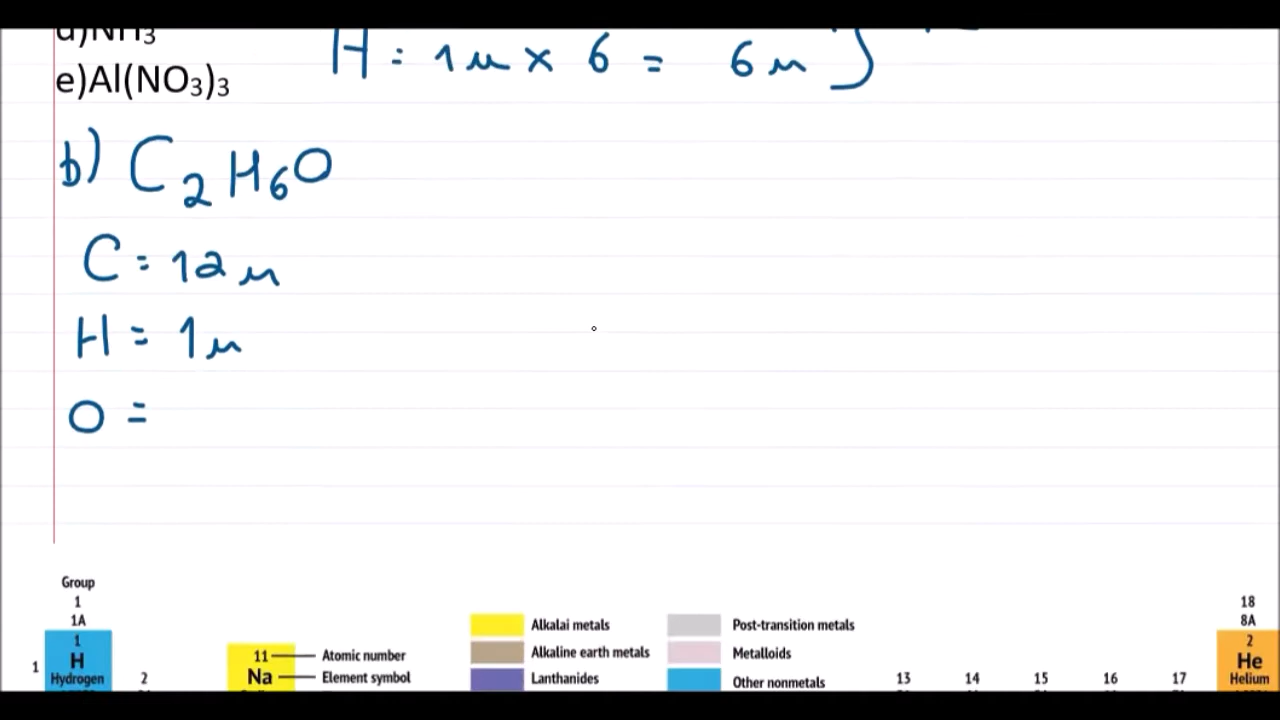 d)NH₃
H = 1u x 6 = 6u }
e)Al(NO₃)₃
b) C₂H₆O
C = 12u
H = 1u
O =
Group
1
1A
1
H
Hydrogen
1
2
11 Atomic number
Na Element symbol
Alkalai metals
Alkaline earth metals
Lanthanides
Post-transition metals
Metalloids
Other nonmetals
13 14 15 16 17
18
8A
2
He
Helium